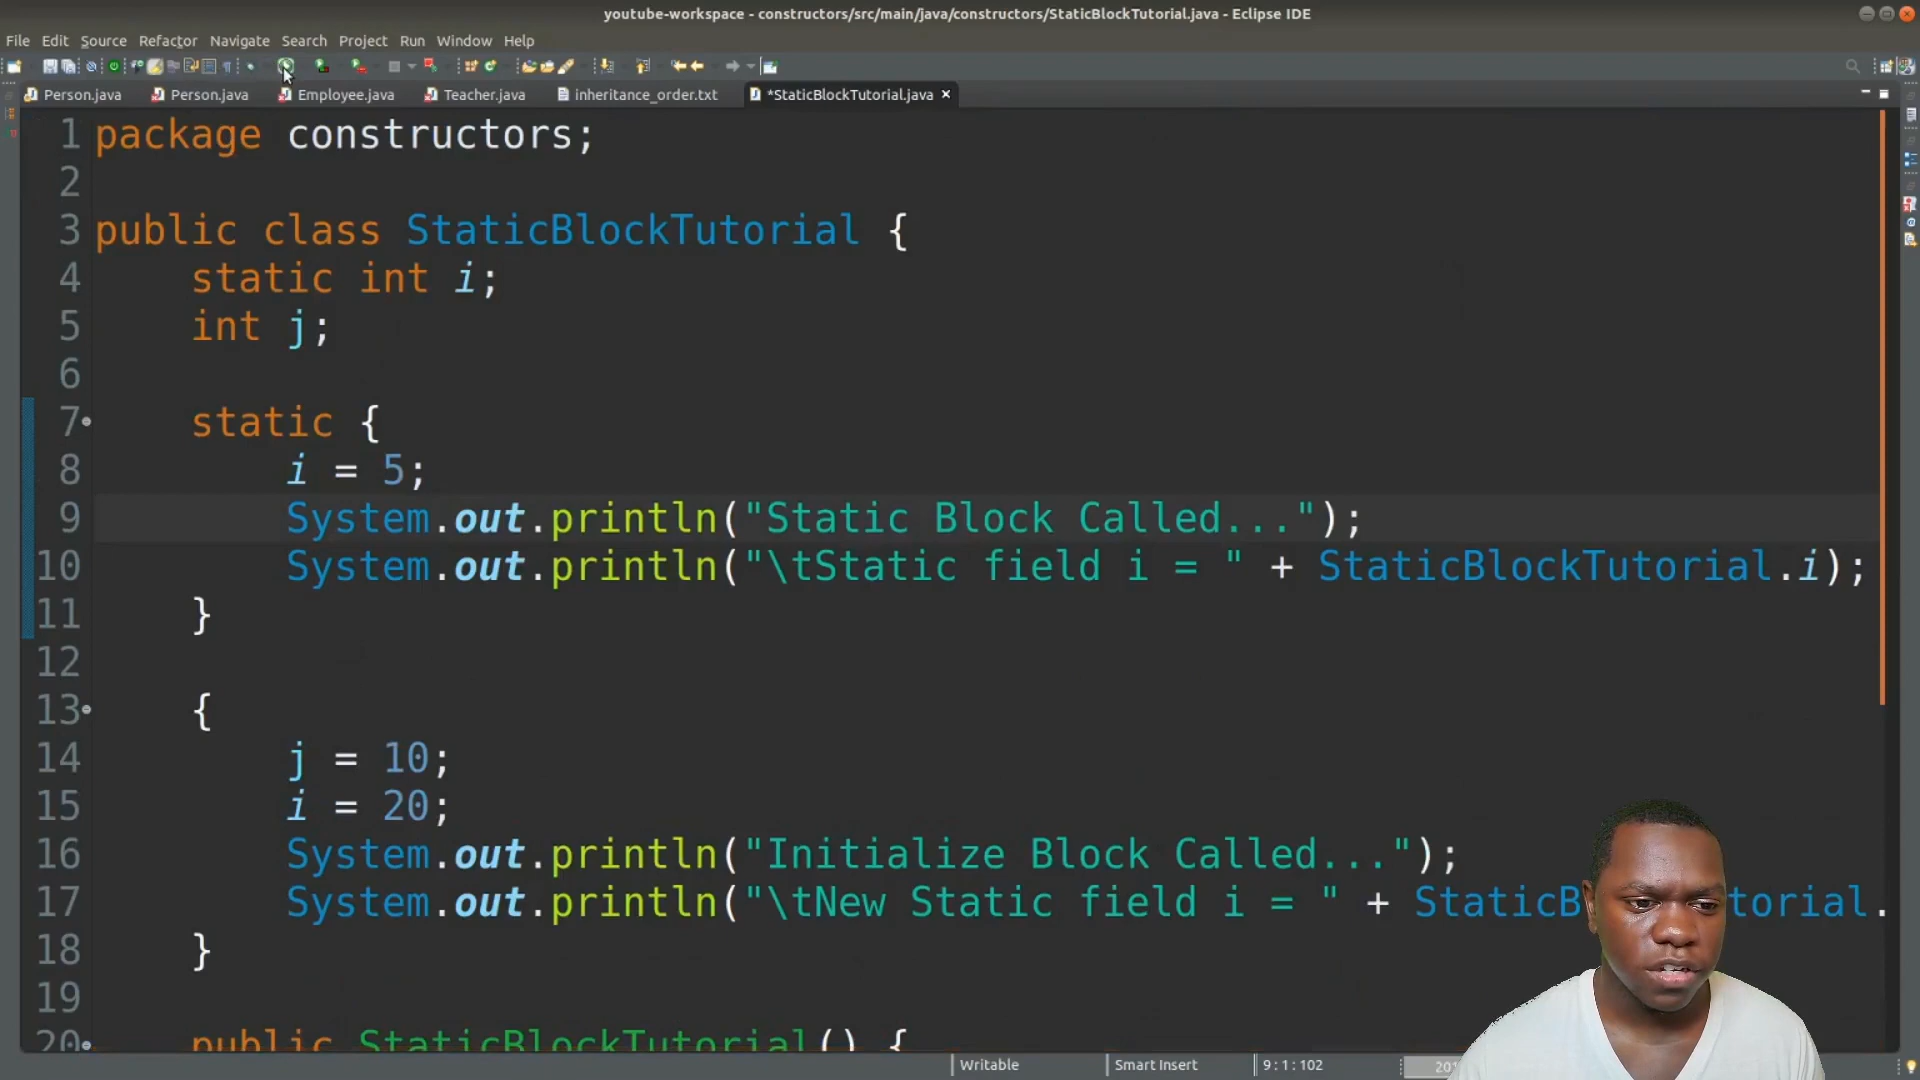 youtube-workspace - constructors/src/main/java/constructors/StaticBlockTutorial.java - Eclipse IDE
File Edit Source Refactor Navigate Search Project Run Window Help
Person.java Person.java Employee.java Teacher.java inheritance_order.txt *StaticBlockTutorial.java
1 package constructors;
2
3 public class StaticBlockTutorial {
4 static int i;
5 int j;
6
7 static {
8 i = 5;
9 System.out.println("Static Block Called...");
10 System.out.println("\tStatic field i = " + StaticBlockTutorial.i);
11 }
12
13 {
14 j = 10;
15 i = 20;
16 System.out.println("Initialize Block Called...");
17 System.out.println("\tNew Static field i = " + StaticB torial.
18 }
19
20 public StaticBlockTutorial() {
Writable Smart Insert 9:1:102